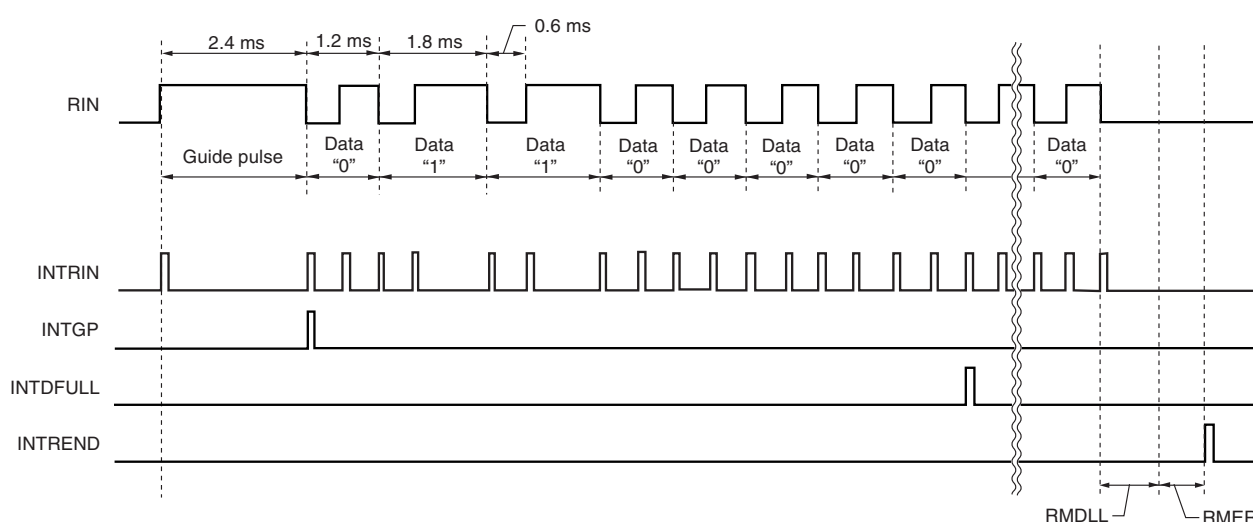 0.6 ms
2.4 ms 1.2 ms 1.8 ms
RIN
Guide pulse
Data "0"
Data "1"
Data "1"
Data "0"
Data "0"
Data "0"
Data "0"
Data "0"
Data "0"
INTRIN
INTGP
INTDFULL
INTREND
RMDLL